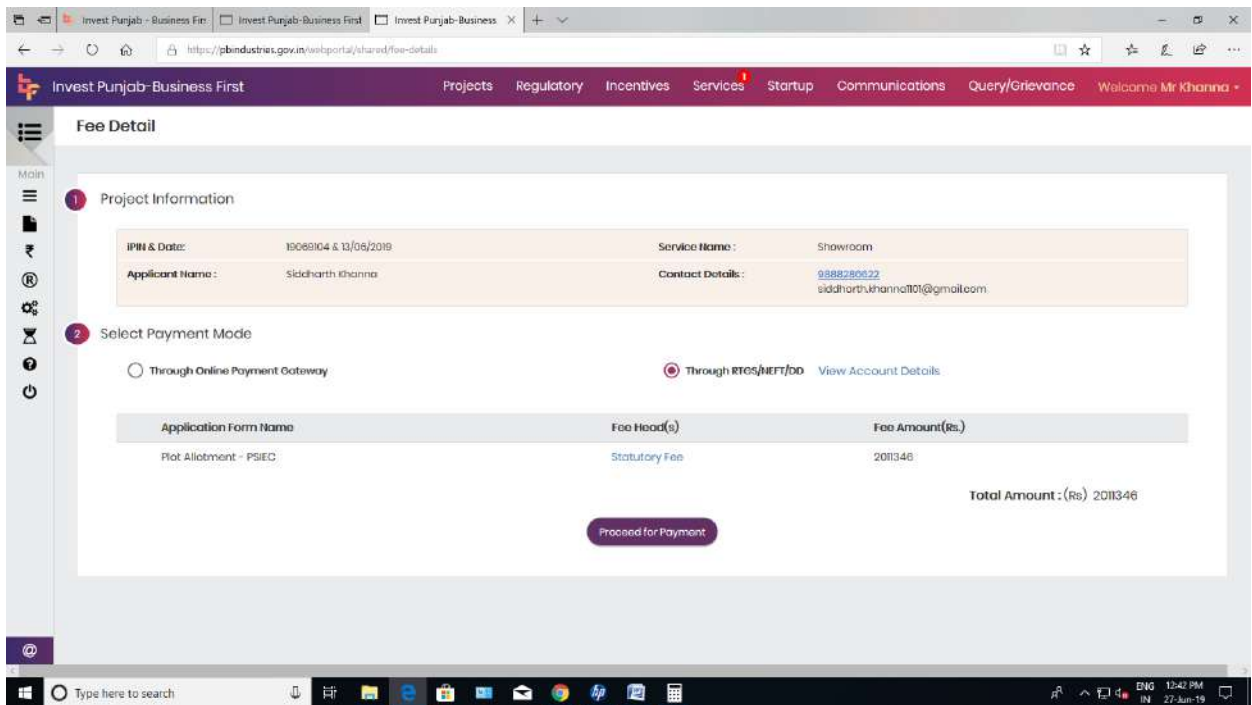 Invest Punjab - Business Fir
Invest Punjab-Business First
Invest Punjab-Business
https://pbindustries.gov.in/webportal/shared/fee-details
Invest Punjab-Business First
Projects
Regulatory
Incentives
Services
1
Startup
Communications
Query/Grievance
Welcome Mr Khanna
Fee Detail
Main
1 Project Information
iPIN & Date: 19069104 & 13/06/2019 Service Name : Showroom
Applicant Name : Siddharth Khanna Contact Details : 9888280622
siddharth.khanna1101@gmail.com
2 Select Payment Mode
Through Online Payment Gateway Through RTGS/NEFT/DD View Account Details
Application Form Name Fee Head(s) Fee Amount(Rs.)
Plot Allotment - PSIEC Statutory Fee 2011346
Total Amount : (Rs) 2011346
Proceed for Payment
@
Type here to search
ENG 12:42 PM
IN 27-Jun-19